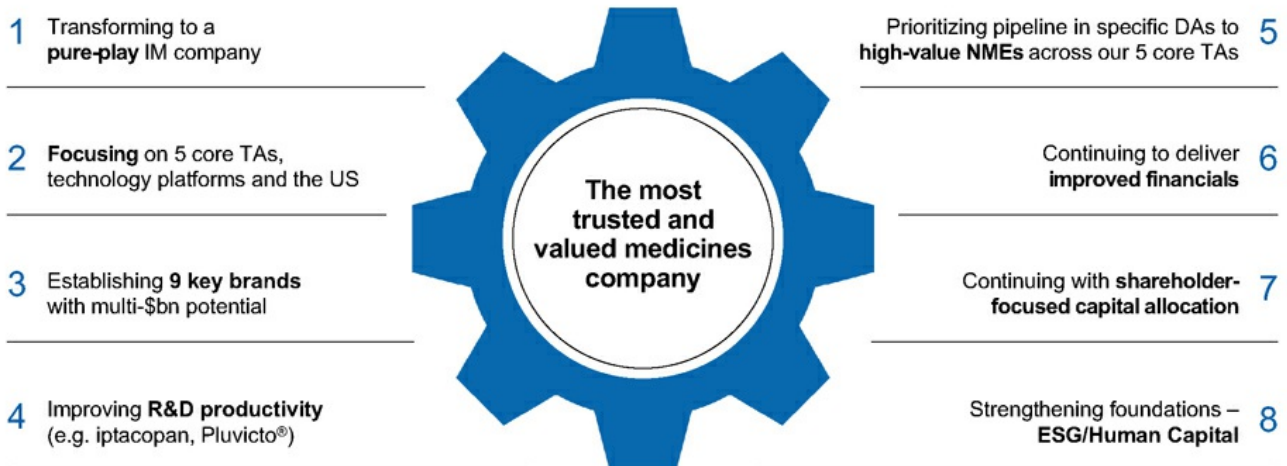 1 Transforming to a
pure-play IM company
2 Focusing on 5 core TAs,
technology platforms and the US
3 Establishing 9 key brands
with multi-$bn potential
4 Improving R&D productivity
(e.g. iptacopan, Pluvicto®)
The most
trusted and
valued medicines
company
Prioritizing pipeline in specific DAs to 5
high-value NMEs across our 5 core TAs
Continuing to deliver 6
improved financials
Continuing with shareholder- 7
focused capital allocation
Strengthening foundations – 8
ESG/Human Capital